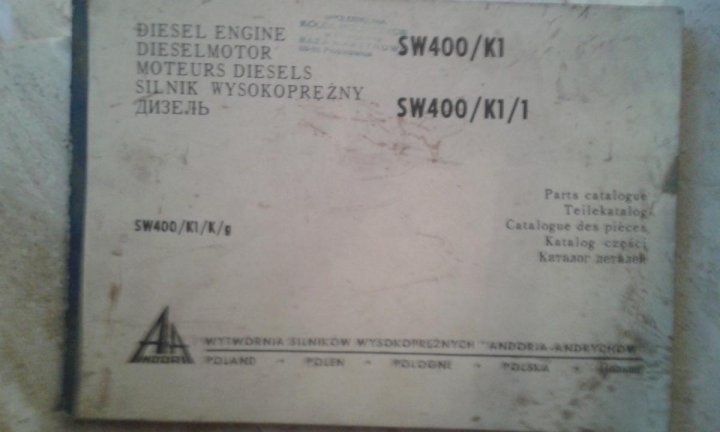 DIESEL ENGINE
DIESELMOTOR
MOTEURS DIESELS
SILNIK WYSOKOPRĘŻNY
ДИЗЕЛЬ
SW400/K1
SW400/K1/1
SW400/K1/K/g
Parts catalogue
Teilekatalog
Catalogue des pièces
Katalog części
Каталог деталей
ANDORIA
WYTWÓRNIA SILNIKÓW WYSOKOPRĘŻNYCH "ANDORIA-ANDRYCHÓW
POLAND - POLEN - POLOGNE - POLSKA -